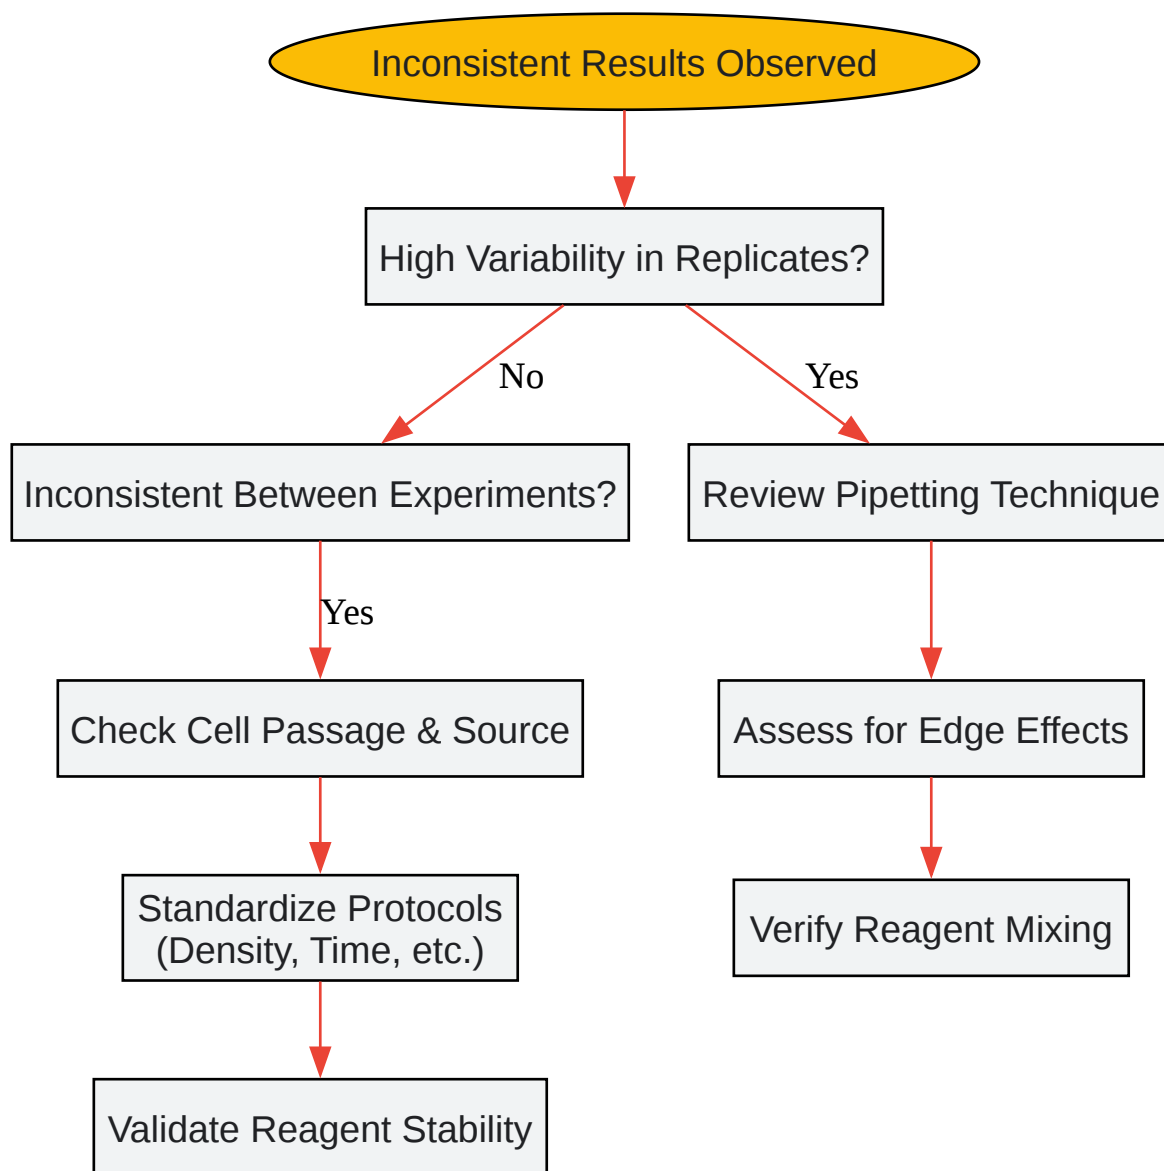 Inconsistent Results Observed
High Variability in Replicates?
No
Yes
Inconsistent Between Experiments?
Review Pipetting Technique
Yes
Check Cell Passage & Source
Assess for Edge Effects
Standardize Protocols
(Density, Time, etc.)
Verify Reagent Mixing
Validate Reagent Stability